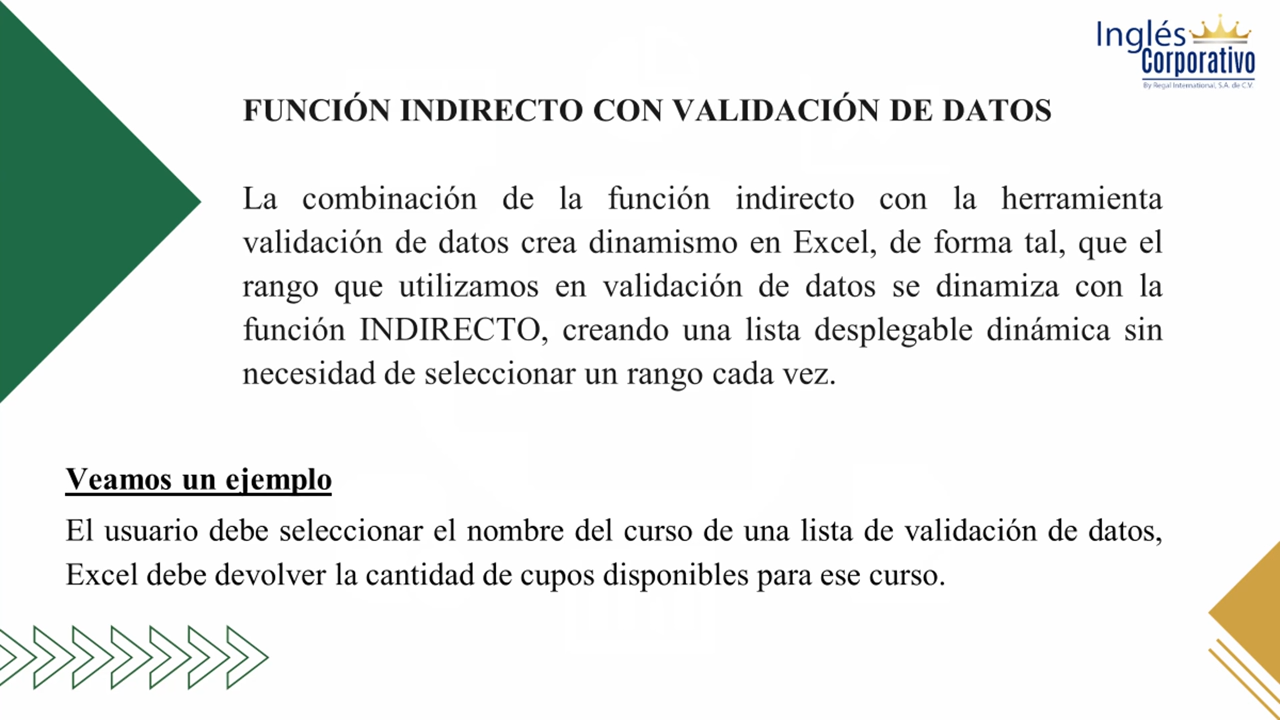 Inglés
Corporativo
By Regal International, S.A. de C.V.
FUNCIÓN INDIRECTO CON VALIDACIÓN DE DATOS
La combinación de la función indirecto con la herramienta
validación de datos crea dinamismo en Excel, de forma tal, que el
rango que utilizamos en validación de datos se dinamiza con la
función INDIRECTO, creando una lista desplegable dinámica sin
necesidad de seleccionar un rango cada vez.
Veamos un ejemplo
El usuario debe seleccionar el nombre del curso de una lista de validación de datos,
Excel debe devolver la cantidad de cupos disponibles para ese curso.